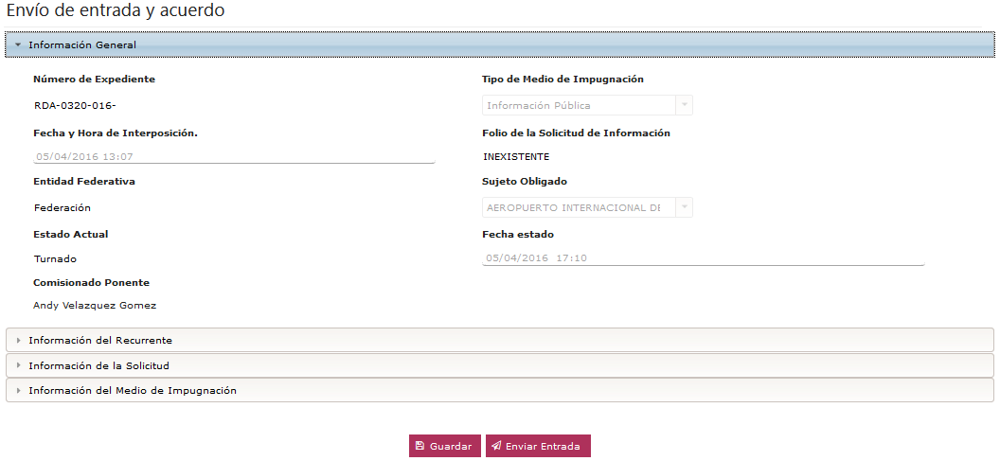 Envío de entrada y acuerdo
Información General
Número de Expediente
Tipo de Medio de Impugnación
RDA-0320-016-
Información Pública
Fecha y Hora de Interposición.
Folio de la Solicitud de Información
05/04/2016 13:07
INEXISTENTE
Entidad Federativa
Sujeto Obligado
Federación
AEROPUERTO INTERNACIONAL DE
Estado Actual
Fecha estado
Turnado
05/04/2016 17:10
Comisionado Ponente
Andy Velazquez Gomez
Información del Recurrente
Información de la Solicitud
Información del Medio de Impugnación
Guardar
Enviar Entrada